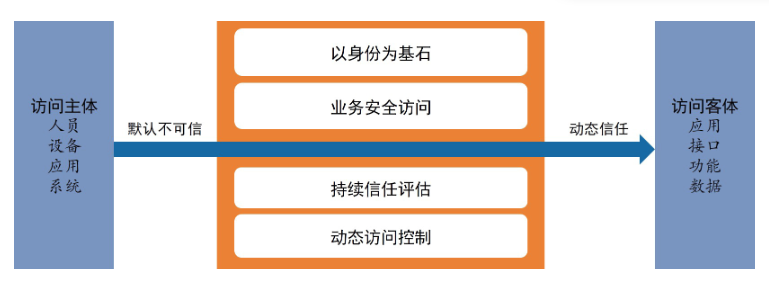 访问主体
人员
设备
应用
系统
默认不可信
以身份为基石
业务安全访问
持续信任评估
动态访问控制
动态信任
访问客体
应用
接口
功能
数据